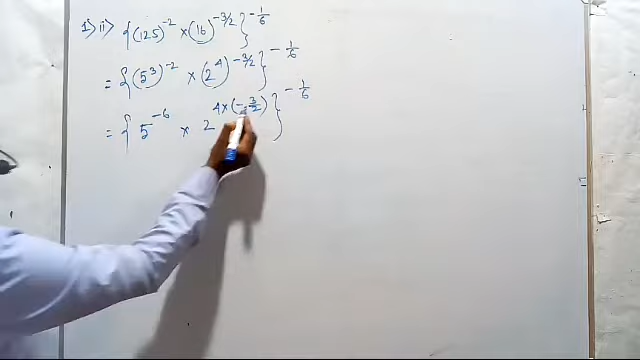 1) ii) {(125)^-2 × (16)^-3/2}^-1/6
= {(5^3)^-2 × (2^4)^-3/2}^-1/6
= {5^-6 × 2^4×(-3/2)}^-1/6